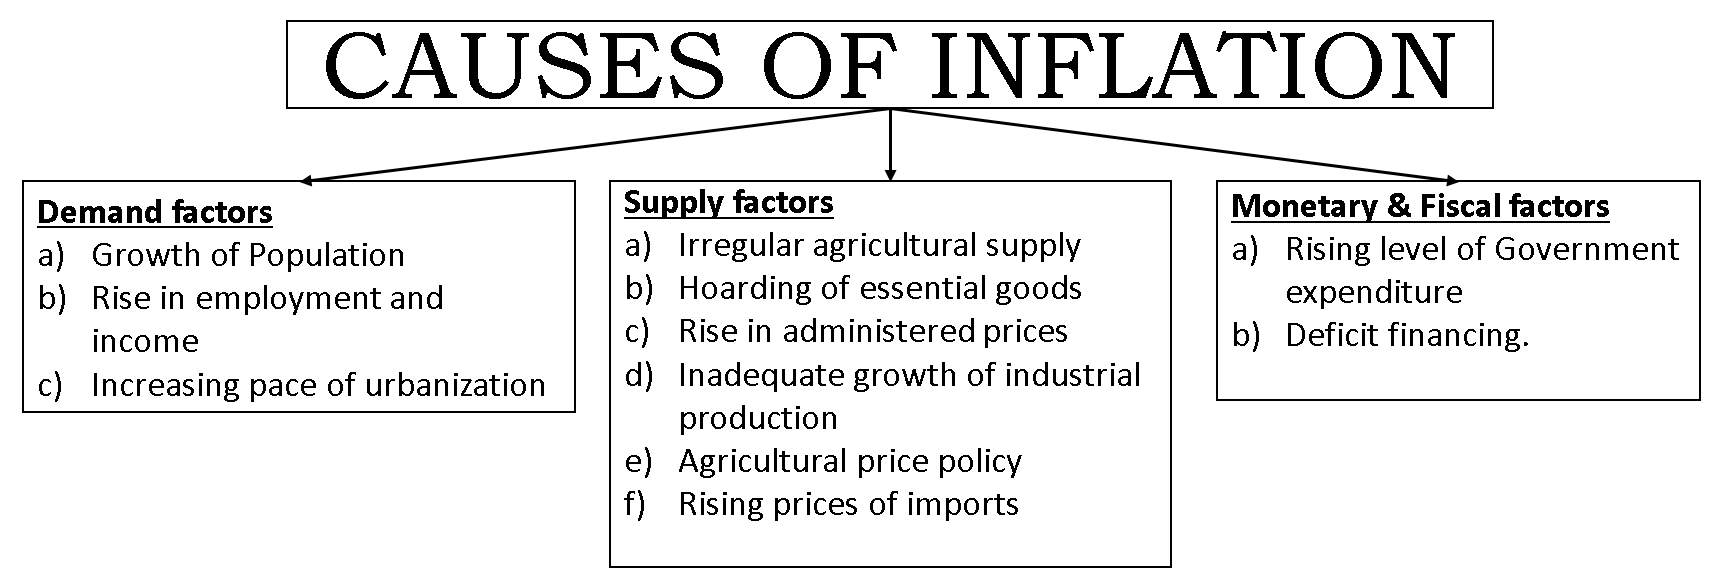 CAUSES OF INFLATION
Demand factors
a) Growth of Population
b) Rise in employment and
income
c) Increasing pace of urbanization
Supply factors
a) Irregular agricultural supply
b) Hoarding of essential goods
c) Rise in administered prices
d) Inadequate growth of industrial
production
e) Agricultural price policy
f) Rising prices of imports
Monetary & Fiscal factors
a) Rising level of Government
expenditure
b) Deficit financing.